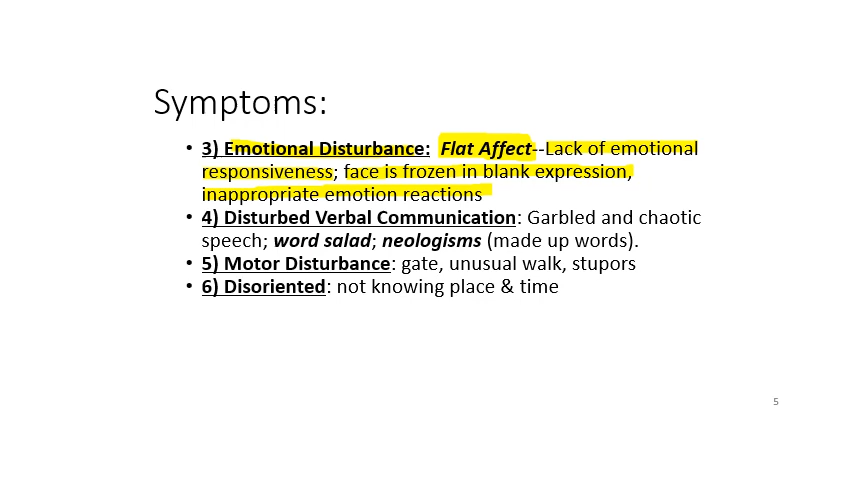 Symptoms:
• 3) Emotional Disturbance: Flat Affect--Lack of emotional
responsiveness; face is frozen in blank expression,
inappropriate emotion reactions
• 4) Disturbed Verbal Communication: Garbled and chaotic
speech; word salad; neologisms (made up words).
• 5) Motor Disturbance: gate, unusual walk, stupors
• 6) Disoriented: not knowing place & time
5